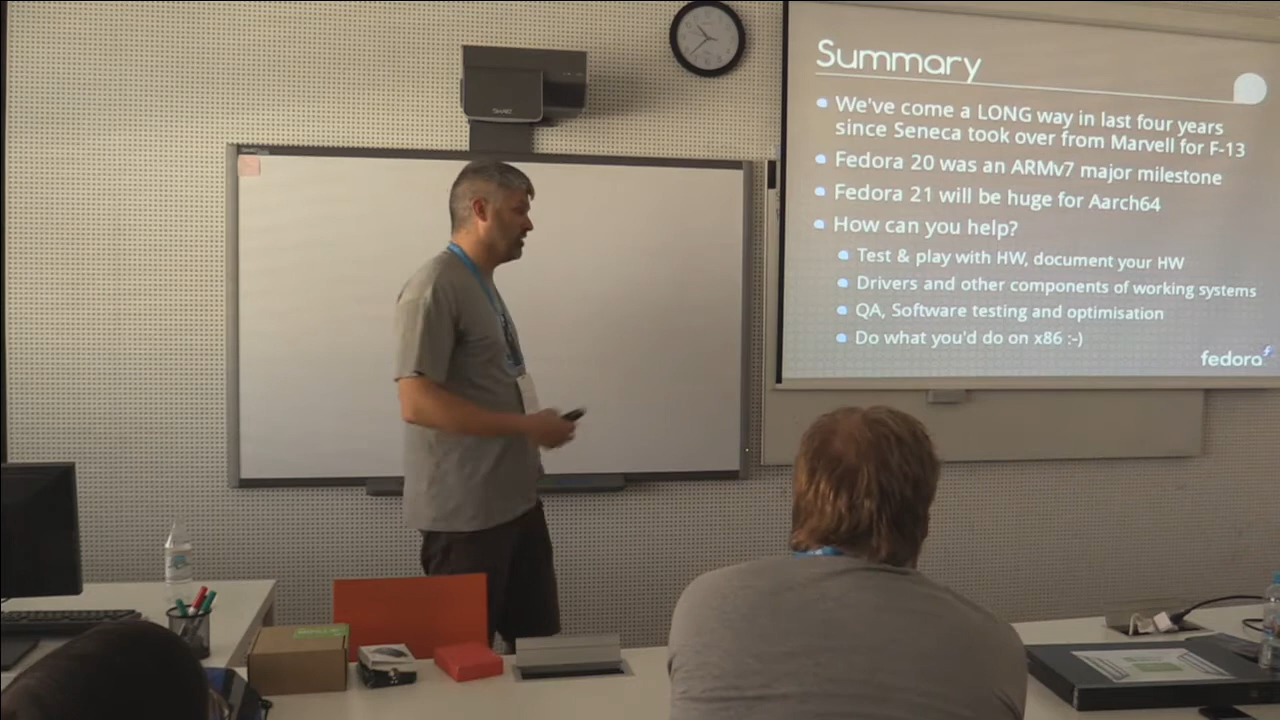 Summary
We've come a LONG way in last four years
since Seneca took over from Marvell for F-13
Fedora 20 was an ARMv7 major milestone
Fedora 21 will be huge for Aarch64
How can you help?
Test & play with HW, document your HW
Drivers and other components of working systems
QA, Software testing and optimisation
Do what you'd do on x86 :-)
fedora